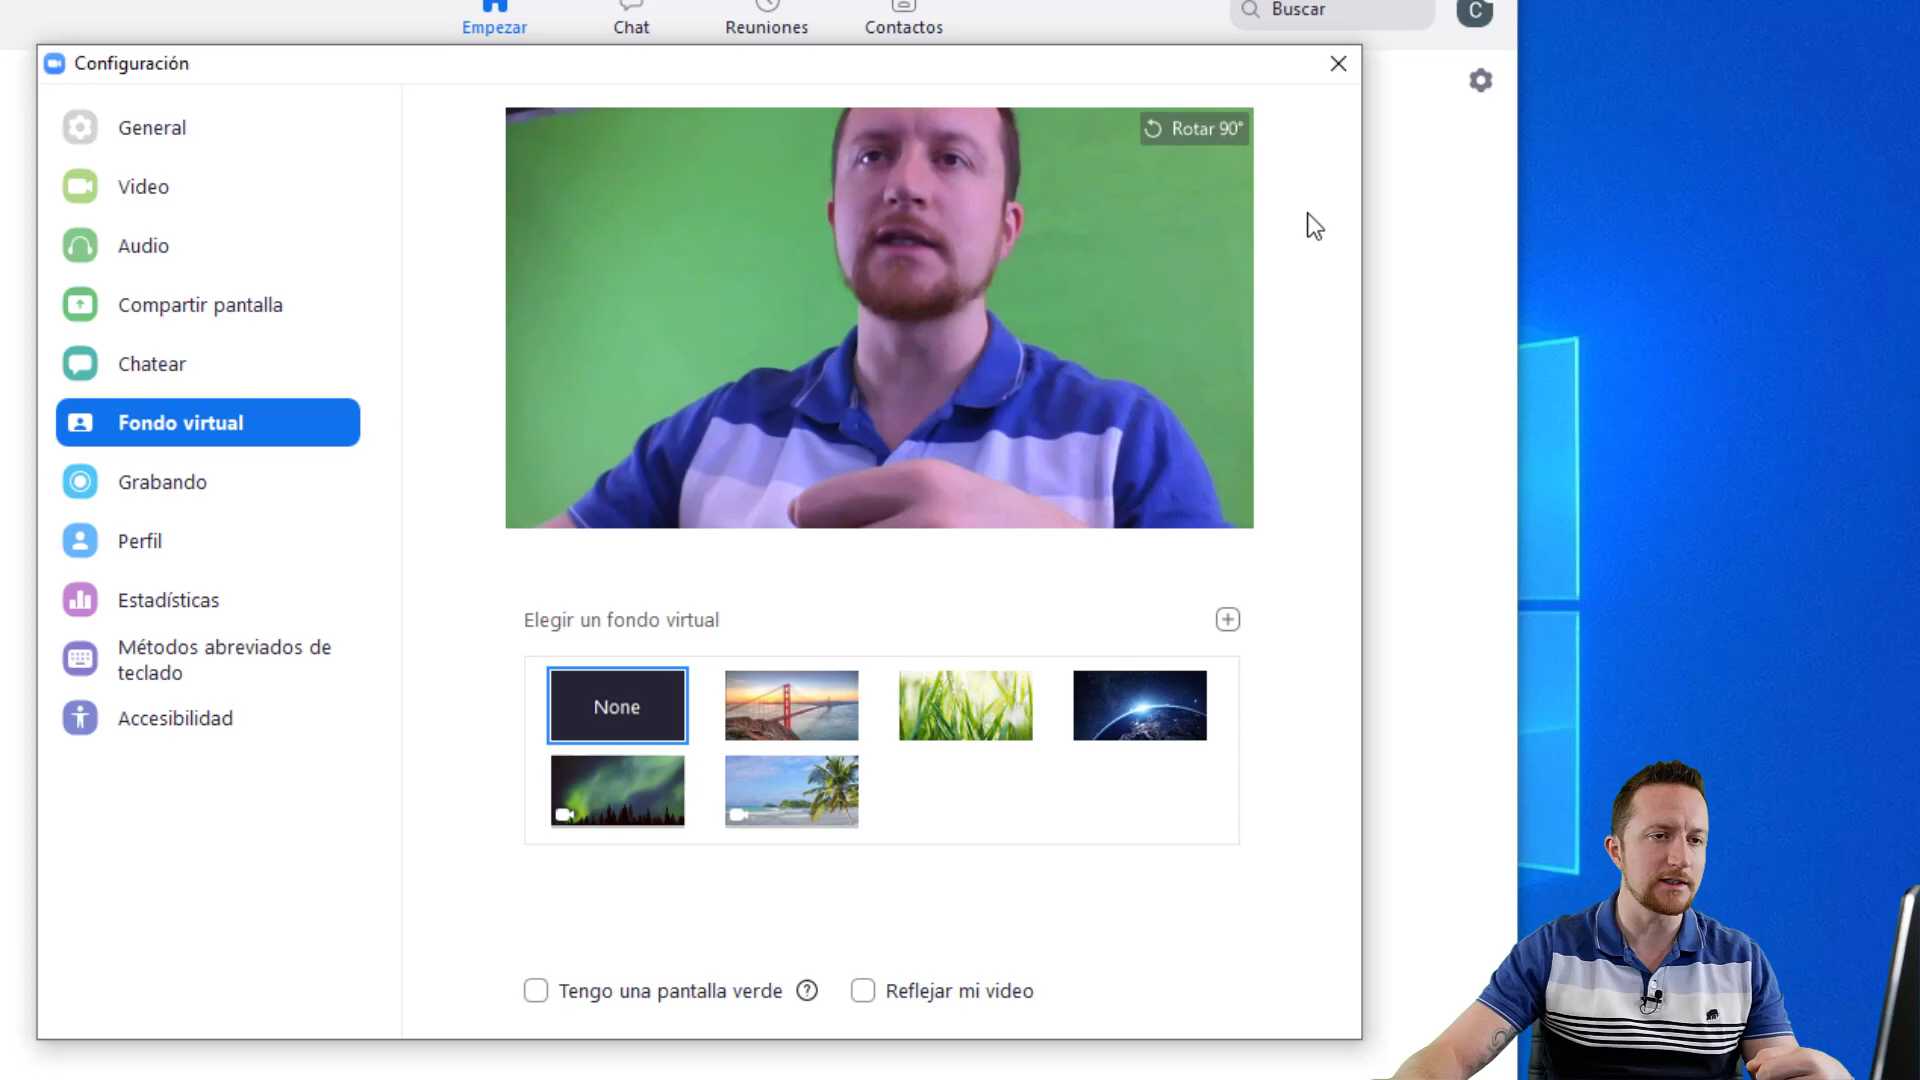 Empezar
Chat
Reuniones
Contactos
Buscar
C
Configuración
General
Video
Audio
Compartir pantalla
Chatear
Fondo virtual
Grabando
Perfil
Estadísticas
Métodos abreviados de
teclado
Accesibilidad
Rotar 90°
Elegir un fondo virtual
None
Tengo una pantalla verde
?
Reflejar mi video